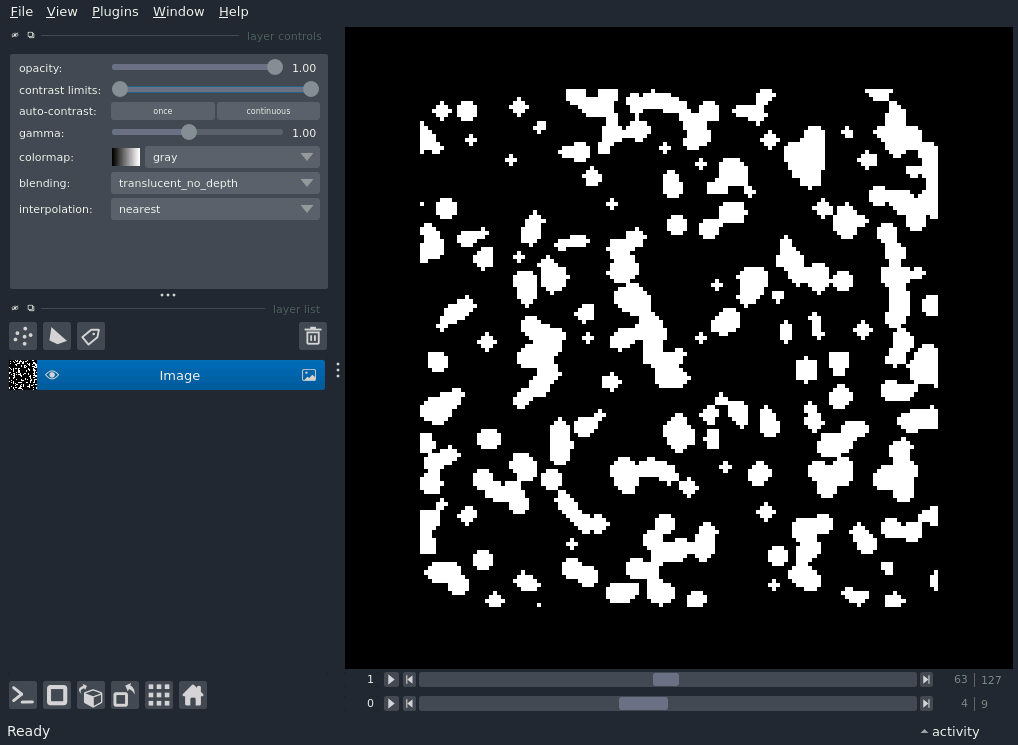 File View Plugins Window Help
layer controls
opacity: 1.00
contrast limits:
auto-contrast: once continuous
gamma: 1.00
colormap: gray
blending: translucent_no_depth
interpolation: nearest
layer list
Image
1 63 127
0 4 9
Ready activity